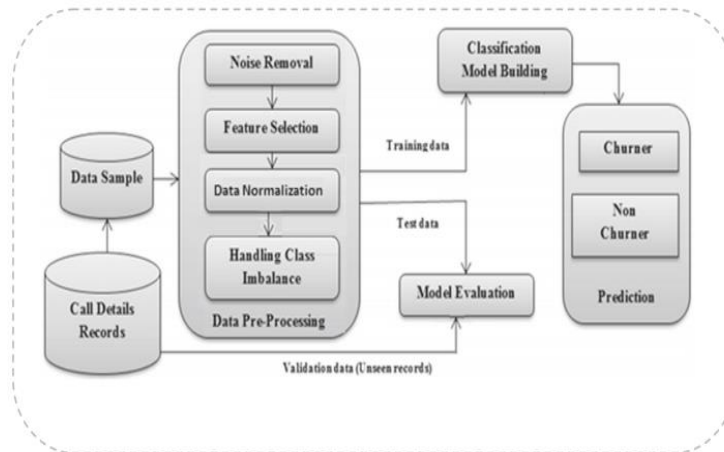 Noise Removal
Feature Selection
Data Normalization
Handling Class
Imbalance
Data Pre-Processing
Data Sample
Call Details
Records
Training data
Test data
Classification
Model Building
Model Evaluation
Validation data (Unseen records)
Churner
Non
Churner
Prediction